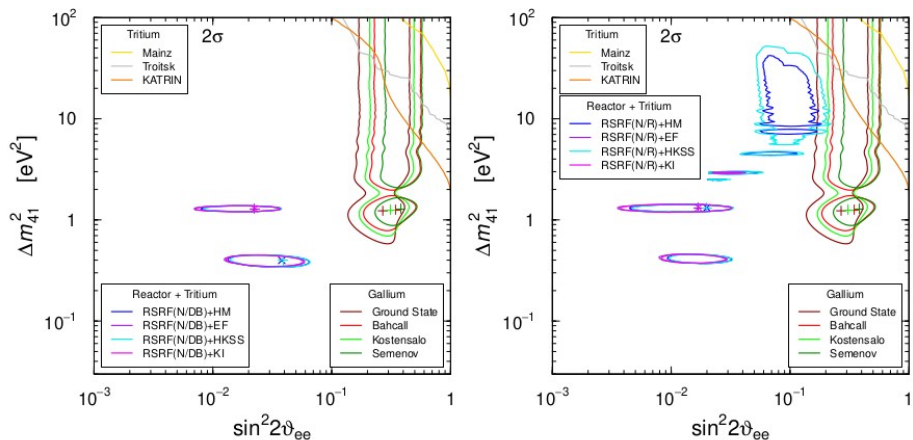 2σ
Tritium
Mainz
Troitsk
KATRIN
Reactor + Tritium
RSRF(N/DB)+HM
RSRF(N/DB)+EF
RSRF(N/DB)+HKSS
RSRF(N/DB)+KI
Gallium
Ground State
Bahcall
Kostensalo
Semenov
10²
10
1
10⁻¹
Δm²₄₁ [eV²]
10⁻³ 10⁻² 10⁻¹ 1
sin²2ϑee
2σ
Tritium
Mainz
Troitsk
KATRIN
Reactor + Tritium
RSRF(N/R)+HM
RSRF(N/R)+EF
RSRF(N/R)+HKSS
RSRF(N/R)+KI
Gallium
Ground State
Bahcall
Kostensalo
Semenov
10²
10
1
10⁻¹
Δm²₄₁ [eV²]
10⁻³ 10⁻² 10⁻¹ 1
sin²2ϑee